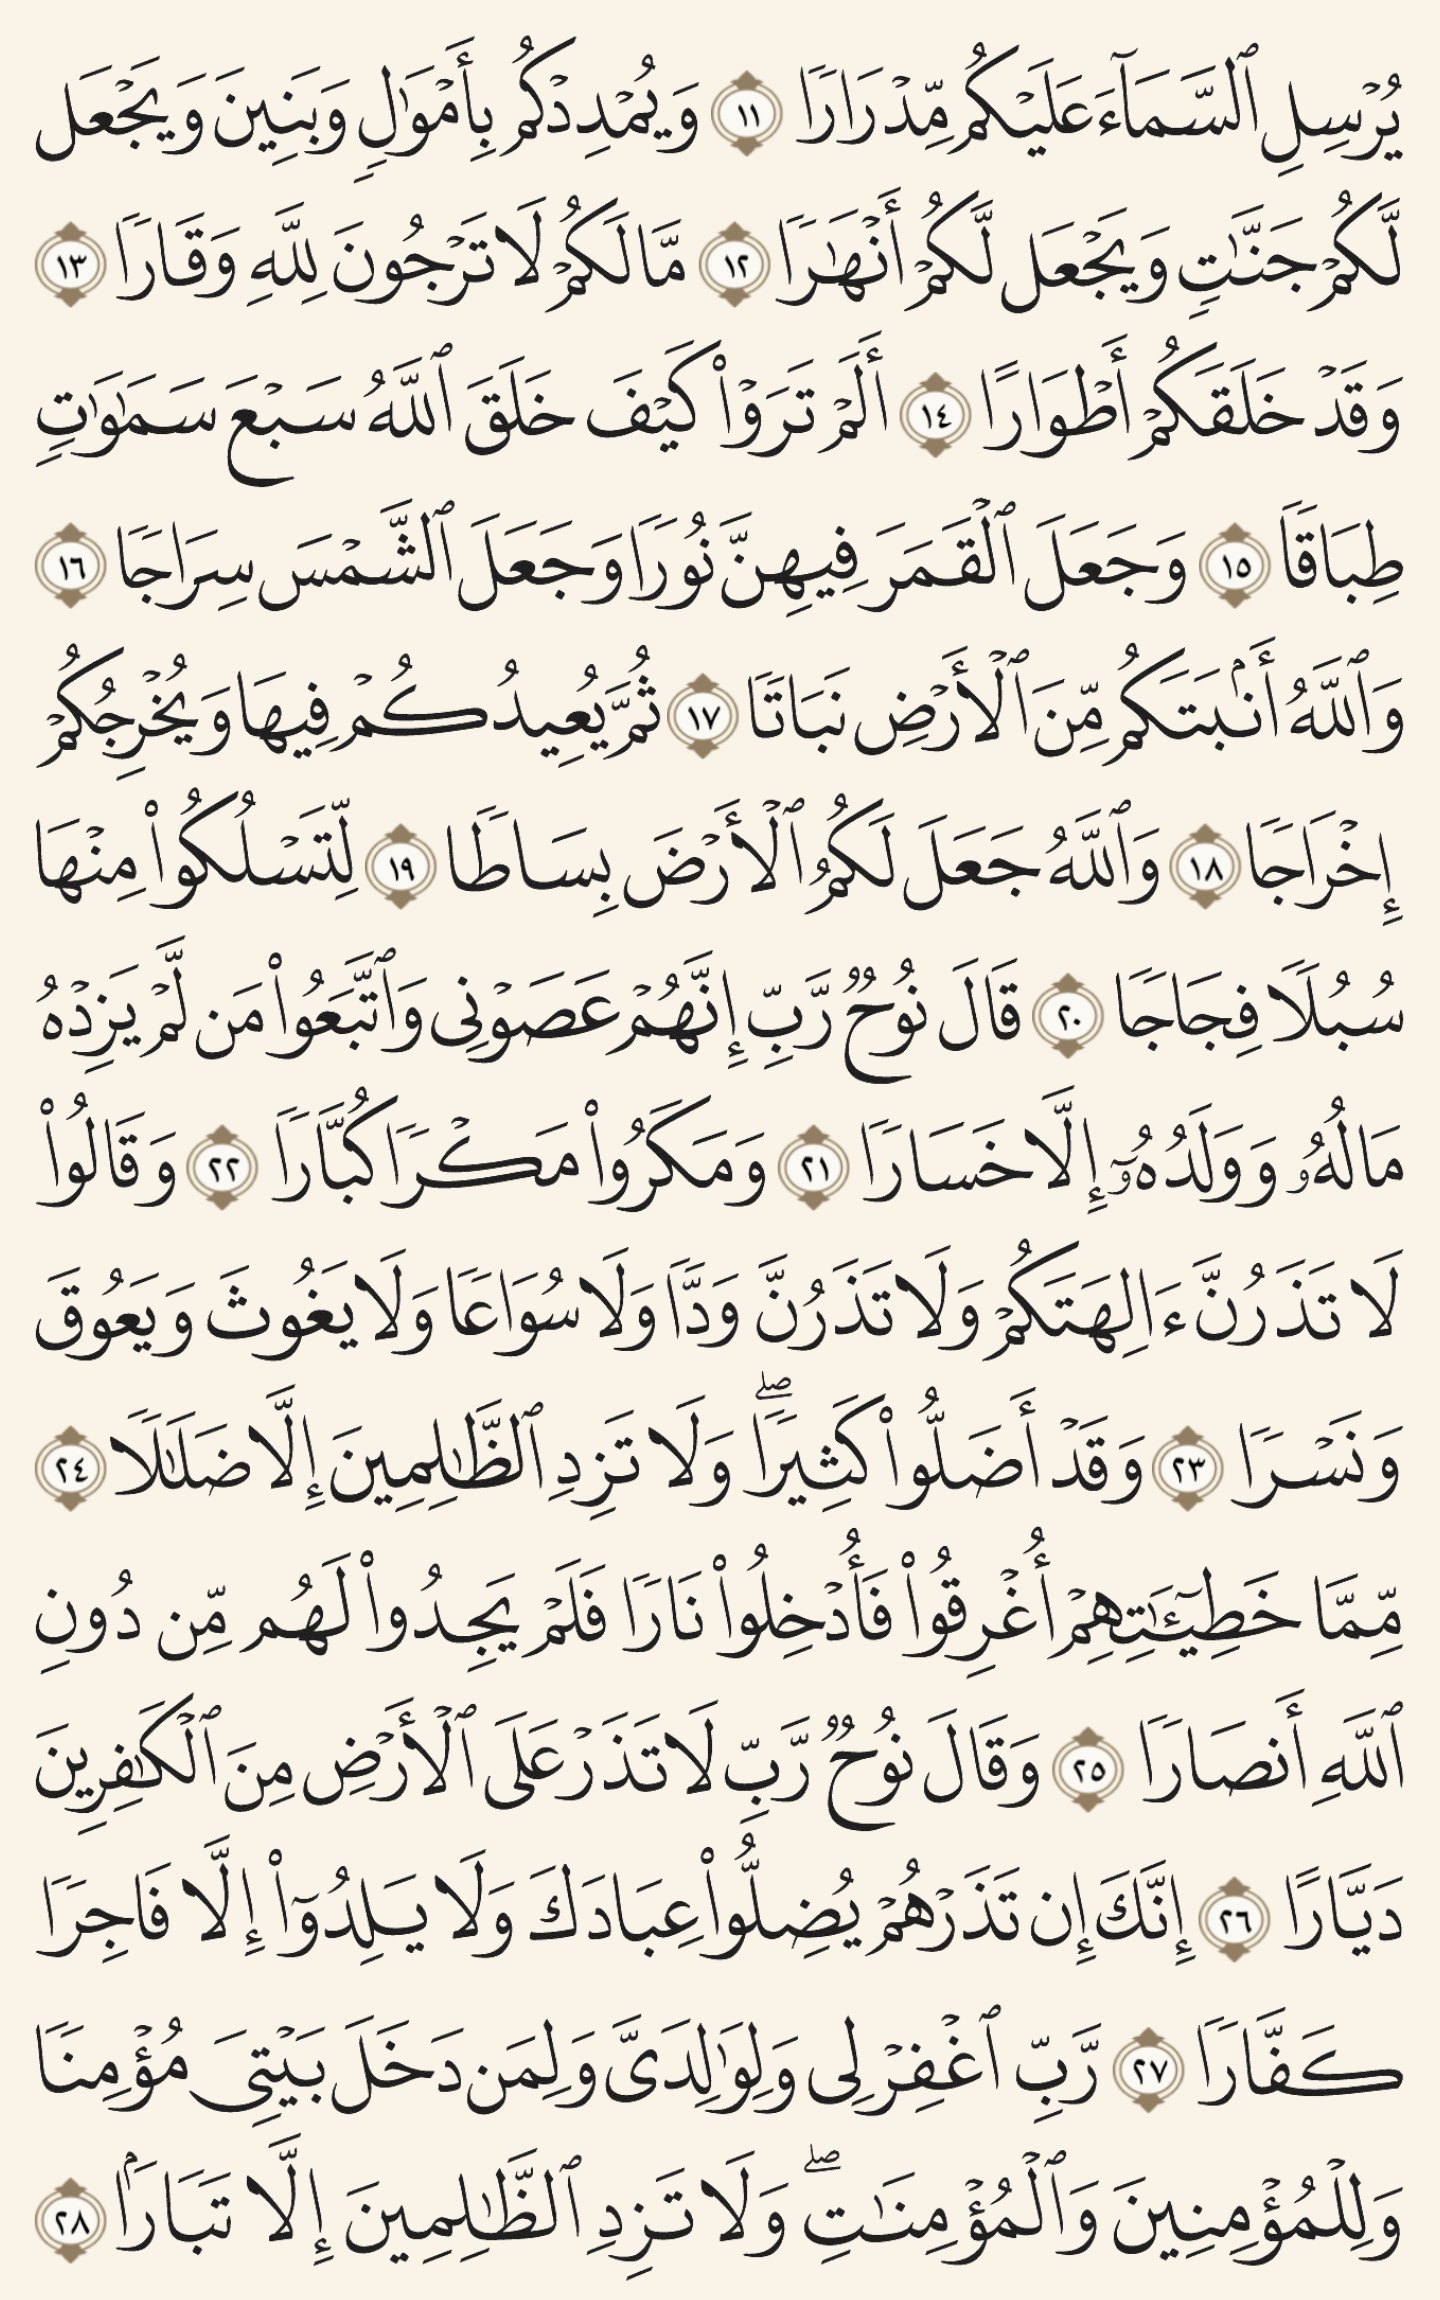 يُرْسِلِ ٱلسَّمَآءَ عَلَيْكُم مِّدْرَارًا ١١ وَيُمْدِدْكُم بِأَمْوَٰلٍ وَبَنِينَ وَيَجْعَل
لَّكُمْ جَنَّٰتٍ وَيَجْعَل لَّكُمْ أَنْهَٰرًا ١٢ مَّا لَكُمْ لَا تَرْجُونَ لِلَّهِ وَقَارًا ١٣
وَقَدْ خَلَقَكُمْ أَطْوَارًا ١٤ أَلَمْ تَرَوْا۟ كَيْفَ خَلَقَ ٱللَّهُ سَبْعَ سَمَٰوَٰتٍ
طِبَاقًا ١٥ وَجَعَلَ ٱلْقَمَرَ فِيهِنَّ نُورًا وَجَعَلَ ٱلشَّمْسَ سِرَاجًا ١٦
وَٱللَّهُ أَنۢبَتَكُم مِّنَ ٱلْأَرْضِ نَبَاتًا ١٧ ثُمَّ يُعِيدُكُمْ فِيهَا وَيُخْرِجُكُمْ
إِخْرَاجًا ١٨ وَٱللَّهُ جَعَلَ لَكُمُ ٱلْأَرْضَ بِسَاطًا ١٩ لِّتَسْلُكُوا۟ مِنْهَا
سُبُلًا فِجَاجًا ٢٠ قَالَ نُوحٌ رَّبِّ إِنَّهُمْ عَصَوْنِى وَٱتَّبَعُوا۟ مَن لَّمْ يَزِدْهُ
مَالُهُۥ وَوَلَدُهُۥٓ إِلَّا خَسَارًا ٢١ وَمَكَرُوا۟ مَكْرًا كُبَّارًا ٢٢ وَقَالُوا۟
لَا تَذَرُنَّ ءَالِهَتَكُمْ وَلَا تَذَرُنَّ وَدًّا وَلَا سُوَاعًا وَلَا يَغُوثَ وَيَعُوقَ
وَنَسْرًا ٢٣ وَقَدْ أَضَلُّوا۟ كَثِيرًا ۖ وَلَا تَزِدِ ٱلظَّٰلِمِينَ إِلَّا ضَلَٰلًا ٢٤
مِّمَّا خَطِيٓـَٰٔتِهِمْ أُغْرِقُوا۟ فَأُدْخِلُوا۟ نَارًا فَلَمْ يَجِدُوا۟ لَهُم مِّن دُونِ
ٱللَّهِ أَنصَارًا ٢٥ وَقَالَ نُوحٌ رَّبِّ لَا تَذَرْ عَلَى ٱلْأَرْضِ مِنَ ٱلْكَٰفِرِينَ
دَيَّارًا ٢٦ إِنَّكَ إِن تَذَرْهُمْ يُضِلُّوا۟ عِبَادَكَ وَلَا يَلِدُوٓا۟ إِلَّا فَاجِرًا
كَفَّارًا ٢٧ رَّبِّ ٱغْفِرْ لِى وَلِوَٰلِدَىَّ وَلِمَن دَخَلَ بَيْتِىَ مُؤْمِنًا
وَلِلْمُؤْمِنِينَ وَٱلْمُؤْمِنَٰتِ ۖ وَلَا تَزِدِ ٱلظَّٰلِمِينَ إِلَّا تَبَارًۢا ٢٨